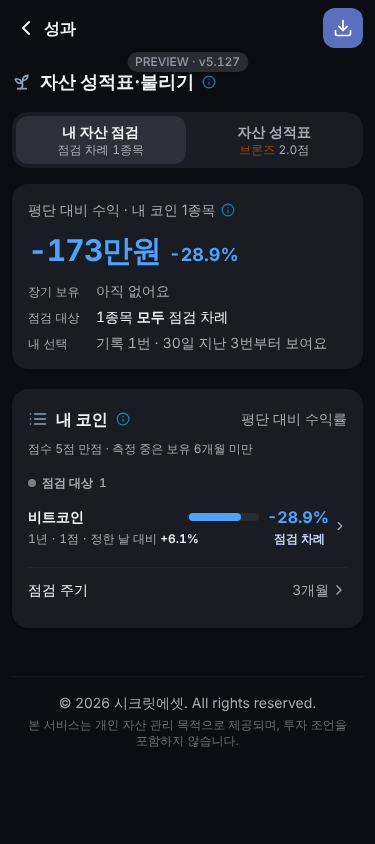 성과
PREVIEW · v5.127
자산 성적표·불리기
내 자산 점검
점검 차례 1종목
자산 성적표
브론즈 2.0점
평단 대비 수익 · 내 코인 1종목
-173만원 -28.9%
장기 보유 아직 없어요
점검 대상 1종목 모두 점검 차례
내 선택 기록 1번 · 30일 지난 3번부터 보여요
내 코인
평단 대비 수익률
점수 5점 만점 · 측정 중은 보유 6개월 미만
점검 대상 1
비트코인
-28.9%
1년 · 1점 · 정한 날 대비 +6.1%
점검 차례
점검 주기
3개월
© 2026 시크릿에셋. All rights reserved.
본 서비스는 개인 자산 관리 목적으로 제공되며, 투자 조언을
포함하지 않습니다.